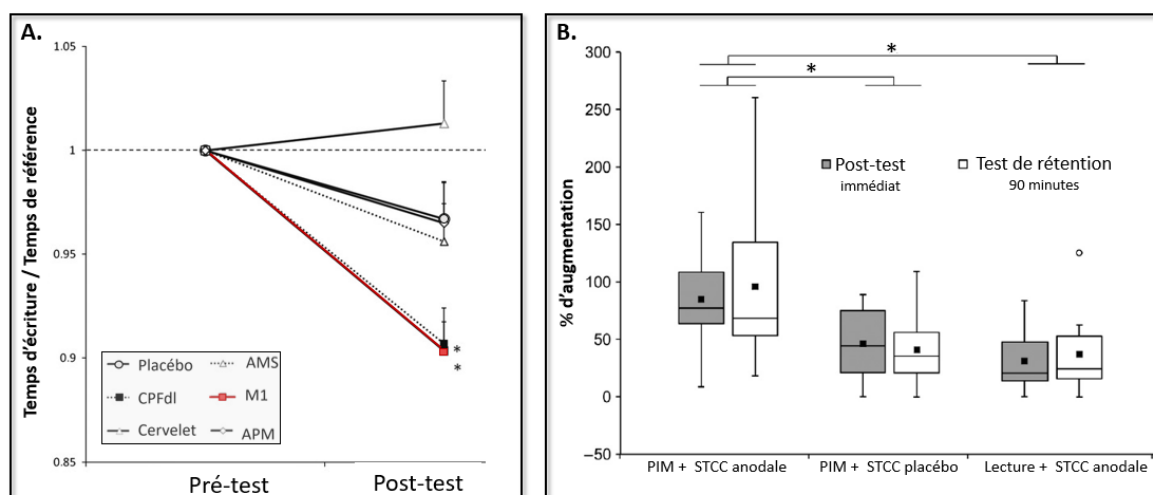 A.
1.05
1
0.95
0.9
0.85
Temps d'écriture / Temps de référence
*
*
Placébo
AMS
CPFdl
M1
Cervelet
APM
Pré-test
Post-test
B.
300
250
200
150
100
50
0
−50
% d'augmentation
*
*
Post-test
immédiat
Test de rétention
90 minutes
PIM + STCC anodale
PIM + STCC placébo
Lecture + STCC anodale